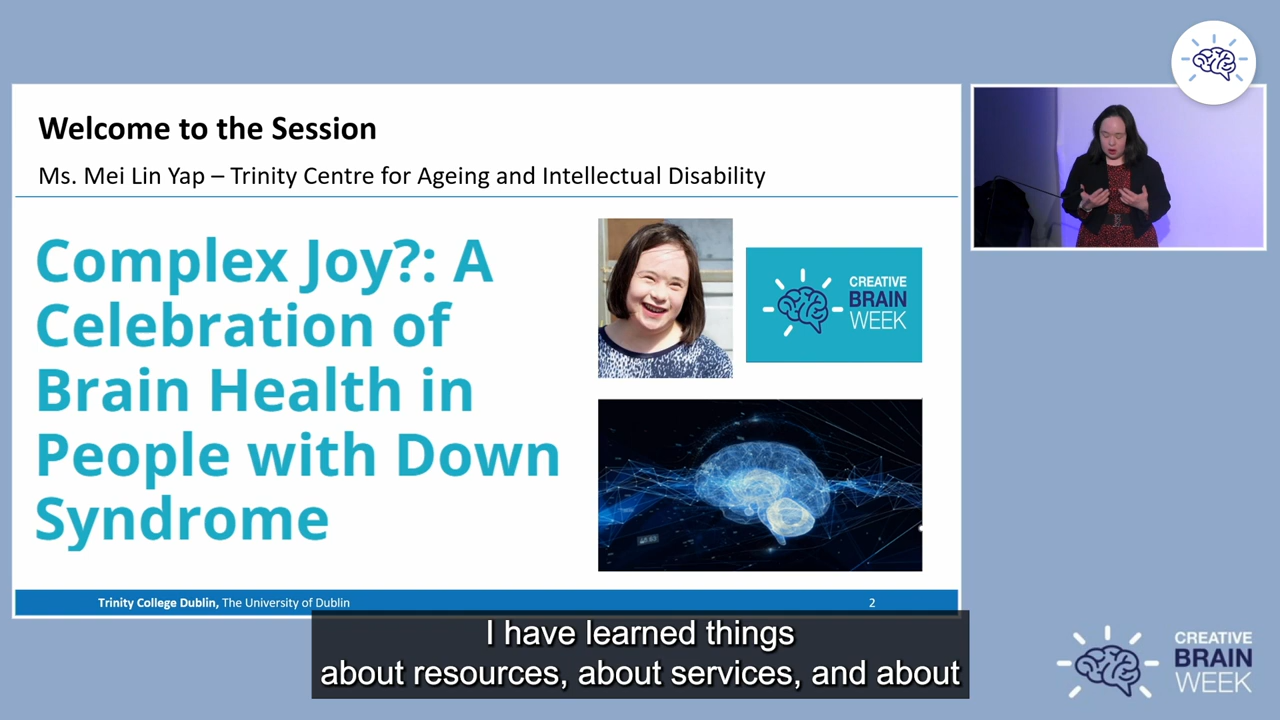 Welcome to the Session
Ms. Mei Lin Yap – Trinity Centre for Ageing and Intellectual Disability
Complex Joy?: A
Celebration of
Brain Health in
People with Down
Syndrome
CREATIVE
BRAIN
WEEK
Trinity College Dublin, The University of Dublin
2
I have learned things
about resources, about services, and about
CREATIVE
BRAIN
WEEK